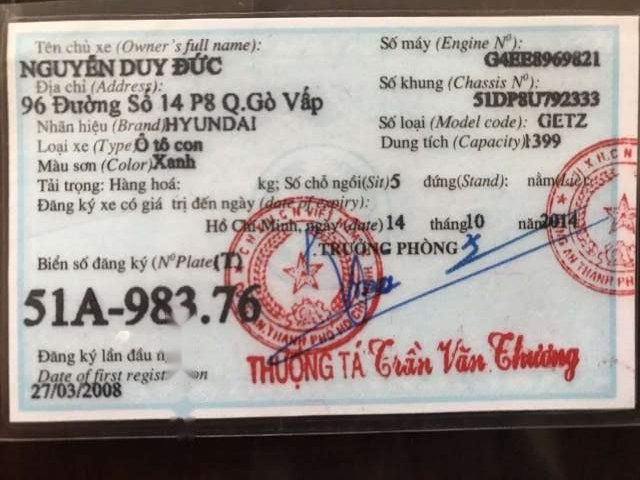 Tên chủ xe (Owner's full name):
NGUYỄN DUY ĐỨC
Địa chỉ (Address):
96 Đường Số 14 P8 Q.Gò Vấp
Nhãn hiệu (Brand) HYUNDAI
Loại xe (Type) Ô tô con
Màu sơn (Color) Xanh
Số máy (Engine Nº): G4EE8969821
Số khung (Chassis Nº): 51DP8U792333
Số loại (Model code): GETZ
Dung tích (Capacity) 1399
Tải trọng: Hàng hoá: kg; Số chỗ ngồi (Sit) 5 đứng (Stand): nằm (Lie):
Đăng ký xe có giá trị đến ngày (date of expiry):
Hồ Chí Minh, ngày (date) 14 tháng 10 năm 2014
TRƯỞNG PHÒNG
Biển số đăng ký (NºPlate) (T)
51A-983.76
Đăng ký lần đầu
Date of first
27/03/2008
THƯỢNG TÁ Trần Văn Thương